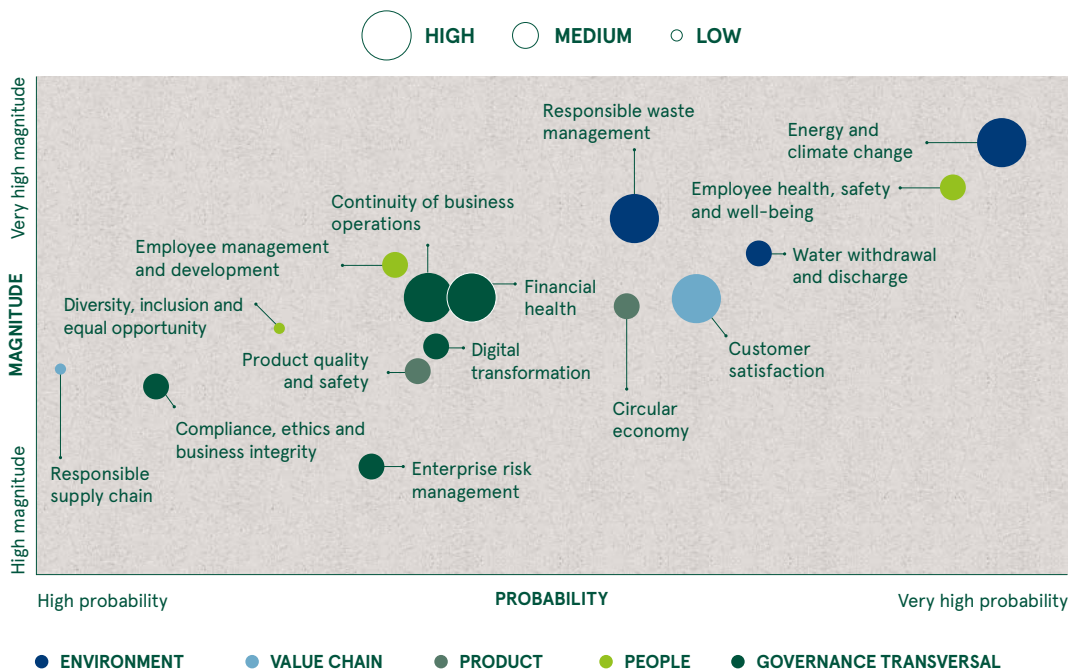 HIGH
MEDIUM
LOW
Very high magnitude
MAGNITUDE
High magnitude
Responsible waste
management
Energy and
climate change
Employee health, safety
and well-being
Continuity of business
operations
Employee management
and development
Water withdrawal
and discharge
Financial
health
Diversity, inclusion and
equal opportunity
Product quality
and safety
Digital
transformation
Customer
satisfaction
Circular
economy
Compliance, ethics and
business integrity
Responsible
supply chain
Enterprise risk
management
High probability
PROBABILITY
Very high probability
ENVIRONMENT
VALUE CHAIN
PRODUCT
PEOPLE
GOVERNANCE TRANSVERSAL